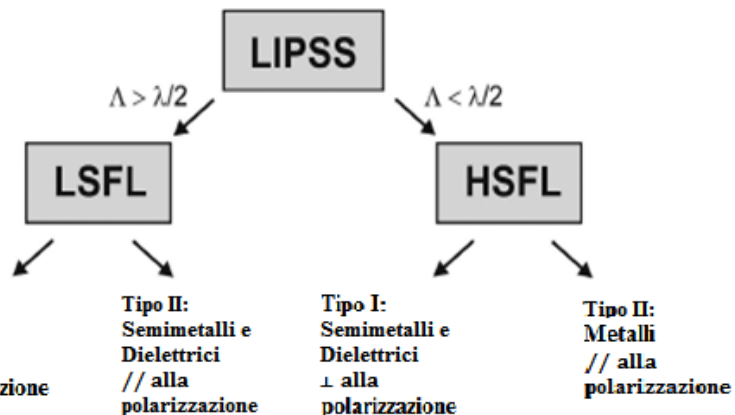 LIPSS
Λ > λ/2
Λ < λ/2
LSFL
HSFL
Tipo II:
Semimetalli e
Dielettrici
// alla
polarizzazione
Tipo I:
Semimetalli e
Dielettrici
⊥ alla
polarizzazione
Tipo II:
Metalli
// alla
polarizzazione